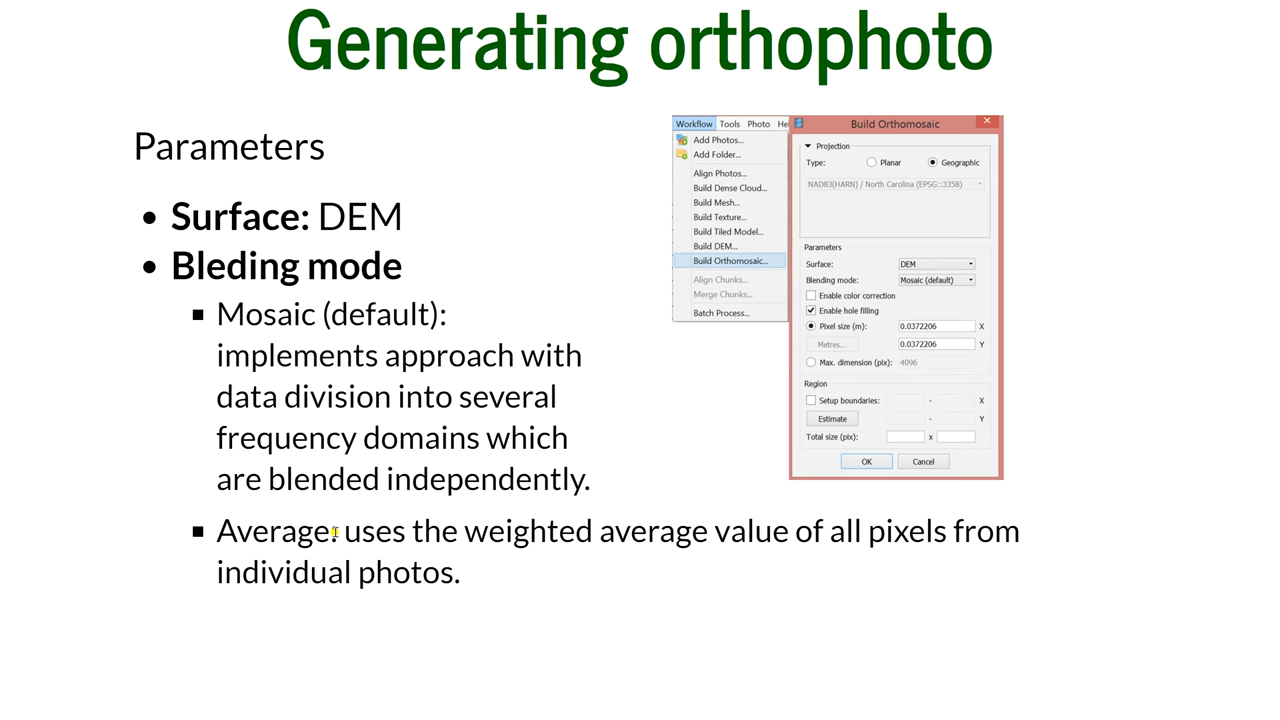 Generating orthophoto
Parameters
Surface: DEM
Bleding mode
Mosaic (default):
implements approach with
data division into several
frequency domains which
are blended independently.
Average: uses the weighted average value of all pixels from
individual photos.
Workflow Tools Photo He
Add Photos...
Add Folder...
Align Photos...
Build Dense Cloud...
Build Mesh...
Build Texture...
Build Tiled Model...
Build DEM...
Build Orthomosaic...
Align Chunks...
Merge Chunks...
Batch Process...
Build Orthomosaic
Projection
Type: Planar Geographic
NAD83(HARN) / North Carolina (EPSG::3358)
Parameters
Surface: DEM
Blending mode: Mosaic (default)
Enable color correction
Enable hole filling
Pixel size (m): 0.0372206 X
Metres... 0.0372206 Y
Max. dimension (pix): 4096
Region
Setup boundaries: - X
Estimate - Y
Total size (pix): x
OK Cancel